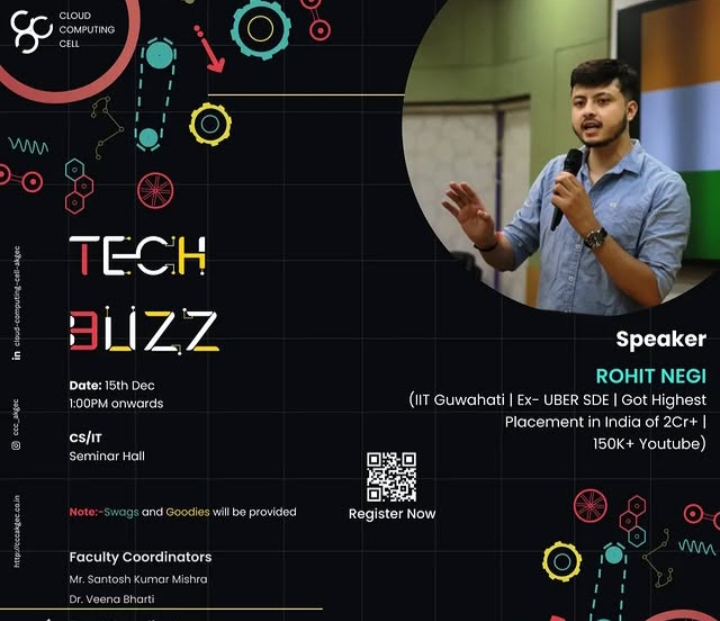 CLOUD
COMPUTING
CELL
TECH
BUZZ
Date: 15th Dec
1:00PM onwards
CS/IT
Seminar Hall
Note:-Swags and Goodies will be provided
Faculty Coordinators
Mr. Santosh Kumar Mishra
Dr. Veena Bharti
Speaker
ROHIT NEGI
(IIT Guwahati | Ex- UBER SDE | Got Highest
Placement in India of 2Cr+ |
150K+ Youtube)
Register Now
in cloud-computing-cell-akgec
ccc_akgec
http://cccakgec.co.in